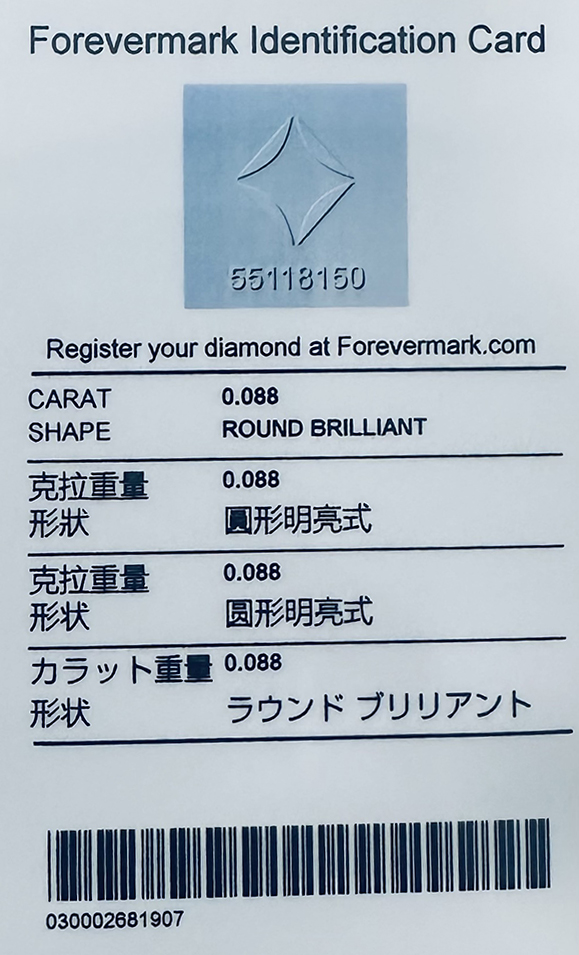 Forevermark Identification Card
55118150
Register your diamond at Forevermark.com
CARAT 0.088
SHAPE ROUND BRILLIANT
克拉重量 0.088
形狀 圓形明亮式
克拉重量 0.088
形状 圆形明亮式
カラット重量 0.088
形状 ラウンド ブリリアント
030002681907